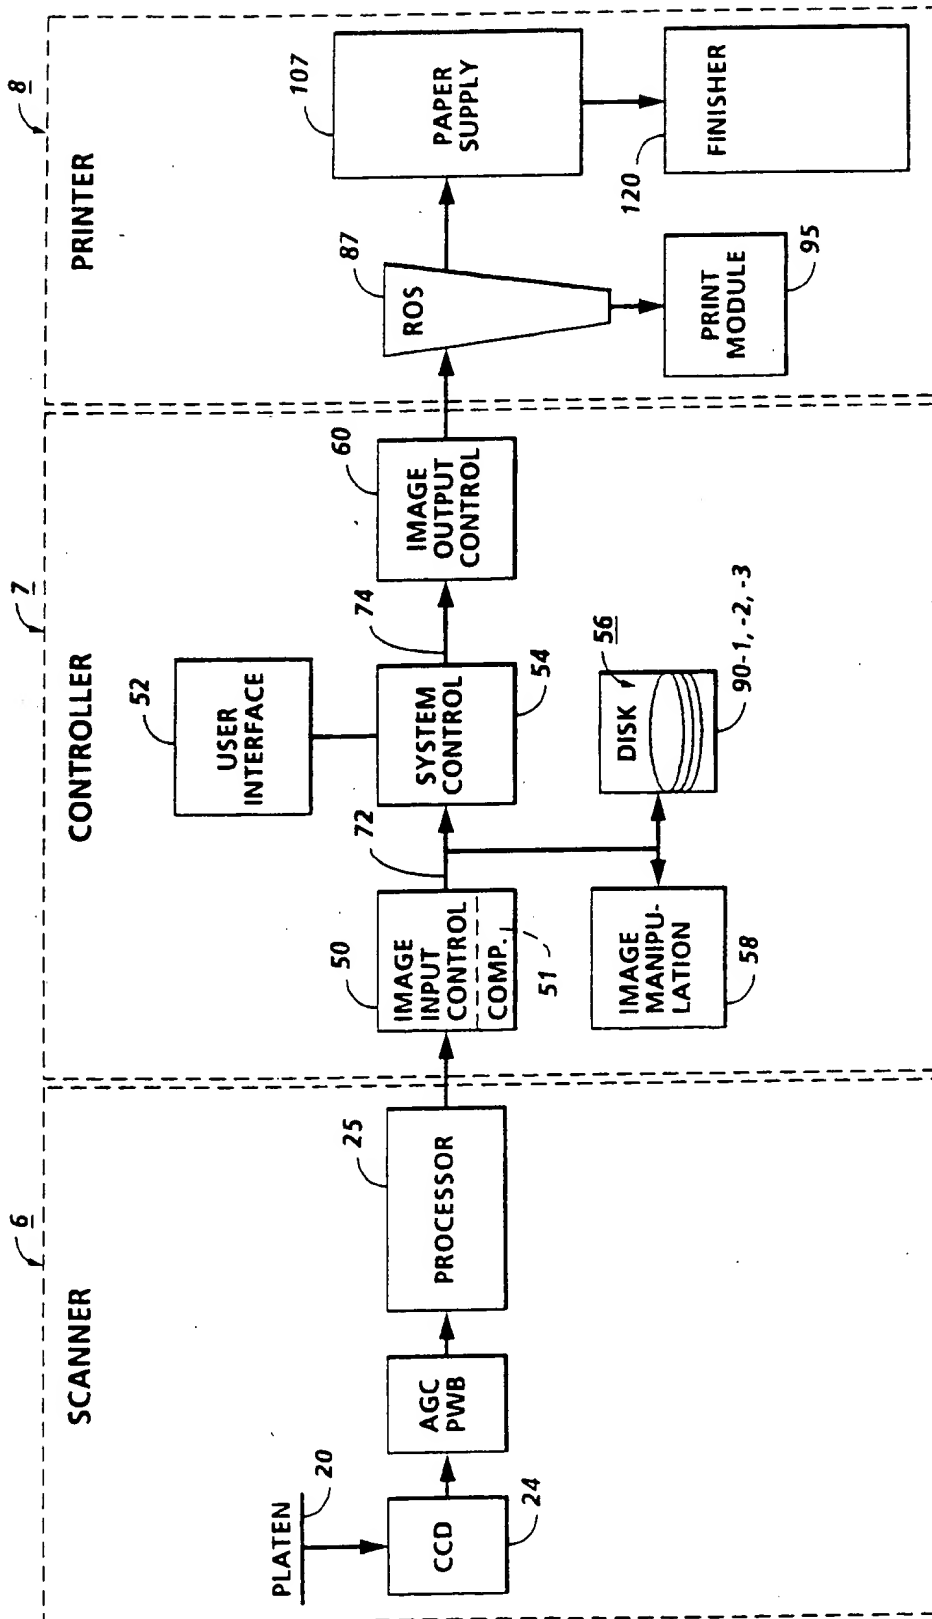 SCANNER
6
PLATEN
20
CCD
24
AGC
PWB
PROCESSOR
25
CONTROLLER
7
IMAGE
INPUT
CONTROL
COMP.
50
51
72
USER
INTERFACE
52
SYSTEM
CONTROL
54
74
IMAGE
OUTPUT
CONTROL
60
DISK
56
90-1, -2, -3
IMAGE
MANIPU-
LATION
58
PRINTER
8
ROS
87
PRINT
MODULE
95
PAPER
SUPPLY
107
FINISHER
120